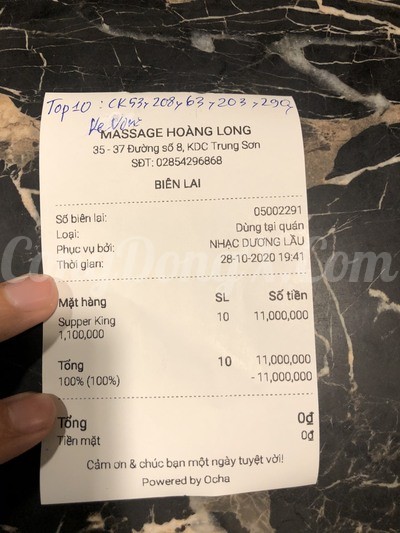 Top 10 : CK53, 208, 63, 203, 290,
MASSAGE HOÀNG LONG
35 - 37 Đường số 8, KDC Trung Sơn
SĐT: 02854296868
BIÊN LAI
Số biên lai: 05002291
Loại: Dùng tại quán
Phục vụ bởi: NHẠC DƯƠNG LẦU
Thời gian: 28-10-2020 19:41
Mặt hàng SL Số tiền
Supper King 10 11,000,000
1,100,000
Tổng 10 11,000,000
100% (100%) - 11,000,000
Tổng 0₫
Tiền mặt 0₫
Cảm ơn & chúc bạn một ngày tuyệt vời!
Powered by Ocha